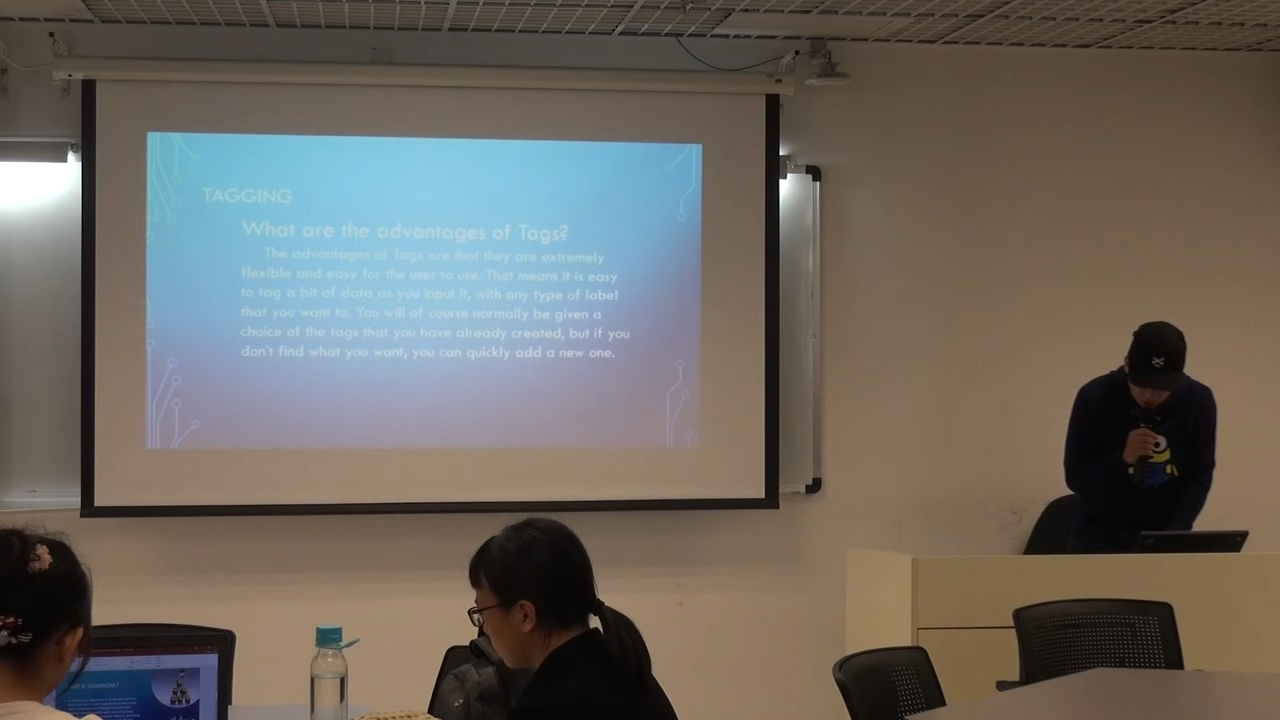 TAGGING
What are the advantages of Tags?
The advantages of Tags are that they are extremely
flexible and easy for the user to use. That means it is easy
to tag a bit of data as you input it, with any type of label
that you want to. You will of course normally be given a
choice of the tags that you have already created, but if you
don't find what you want, you can quickly add a new one.
WHAT IS TEAMWORK?